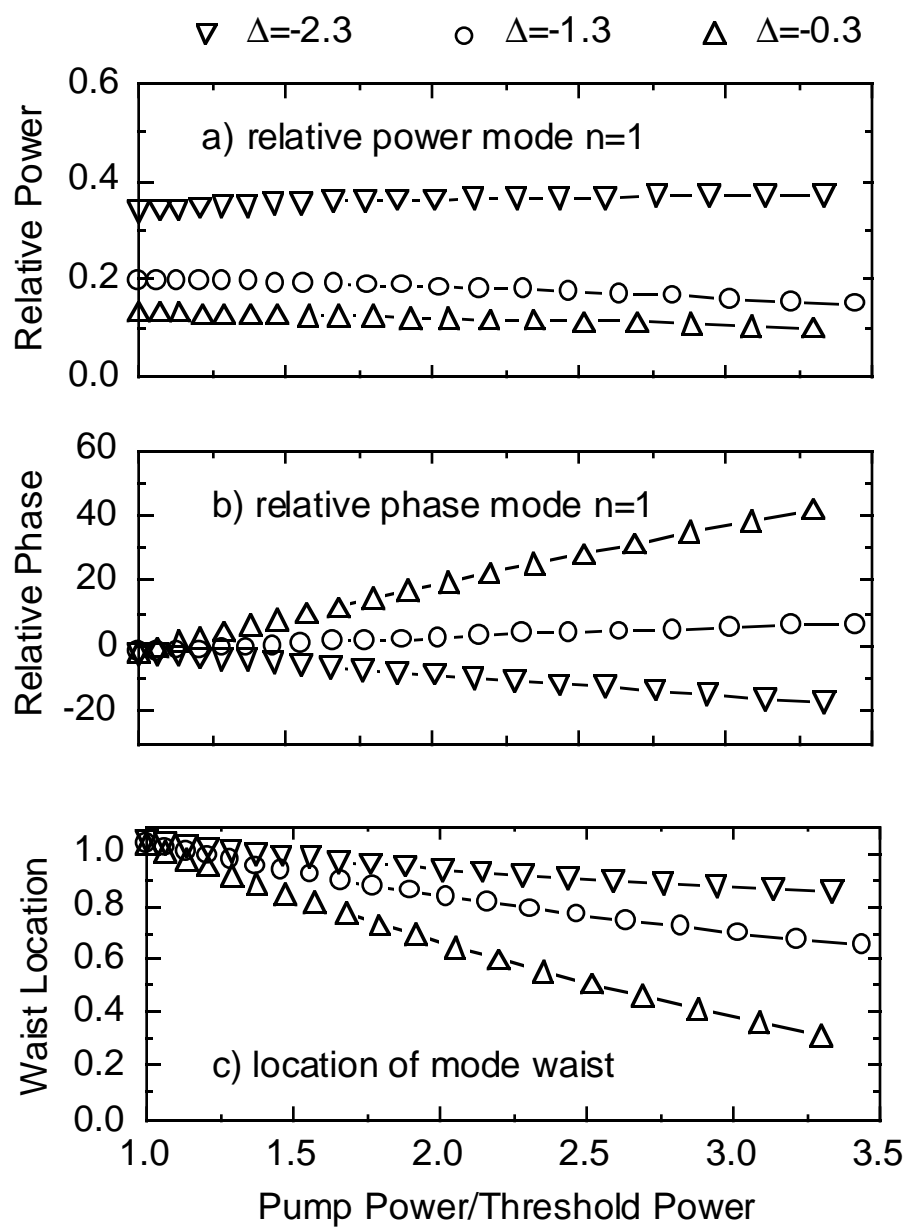 Δ=-2.3 Δ=-1.3 Δ=-0.3
0.6
a) relative power mode n=1
0.4
0.2
0.0
Relative Power
60
b) relative phase mode n=1
40
20
0
-20
Relative Phase
1.0
0.8
0.6
0.4
0.2
0.0
Waist Location
c) location of mode waist
1.0 1.5 2.0 2.5 3.0 3.5
Pump Power/Threshold Power